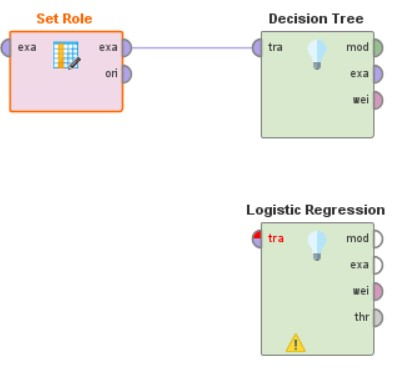 Set Role
exa exa
ori
Decision Tree
tra mod
exa
wei
Logistic Regression
tra mod
exa
wei
thr